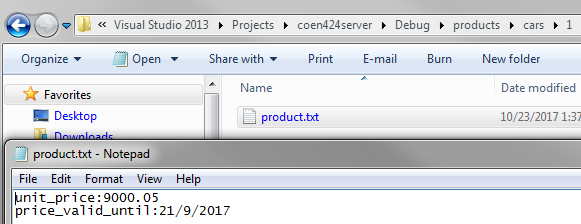 Visual Studio 2013 ▸ Projects ▸ coen424server ▸ Debug ▸ products ▸ cars ▸ 1
Organize Open Share with Print E-mail Burn New folder
Favorites
Desktop
Downloads
Name Date modified
product.txt 10/23/2017 1:37
product.txt - Notepad
File Edit Format View Help
unit_price:9000.05
price_valid_until:21/9/2017